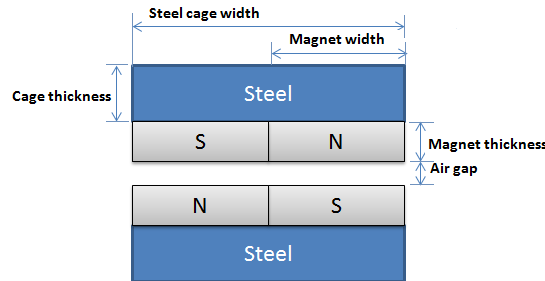 Steel cage width
Magnet width
Cage thickness
Steel
S N
Magnet thickness
Air gap
N S
Steel